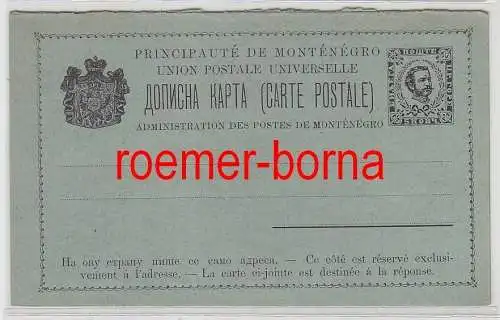 PRINCIPAUTÉ DE MONTÉNÉGRO
UNION POSTALE UNIVERSELLE
ДОПИСНА КАРТА (CARTE POSTALE)
ADMINISTRATION DES POSTES DE MONTÉNÉGRO
roemer-borna
На ову страну пише се само адреса. — Ce côté est réservé exclusi-
vement à l'adresse. — La carte ci-jointe est destinée à la réponse.